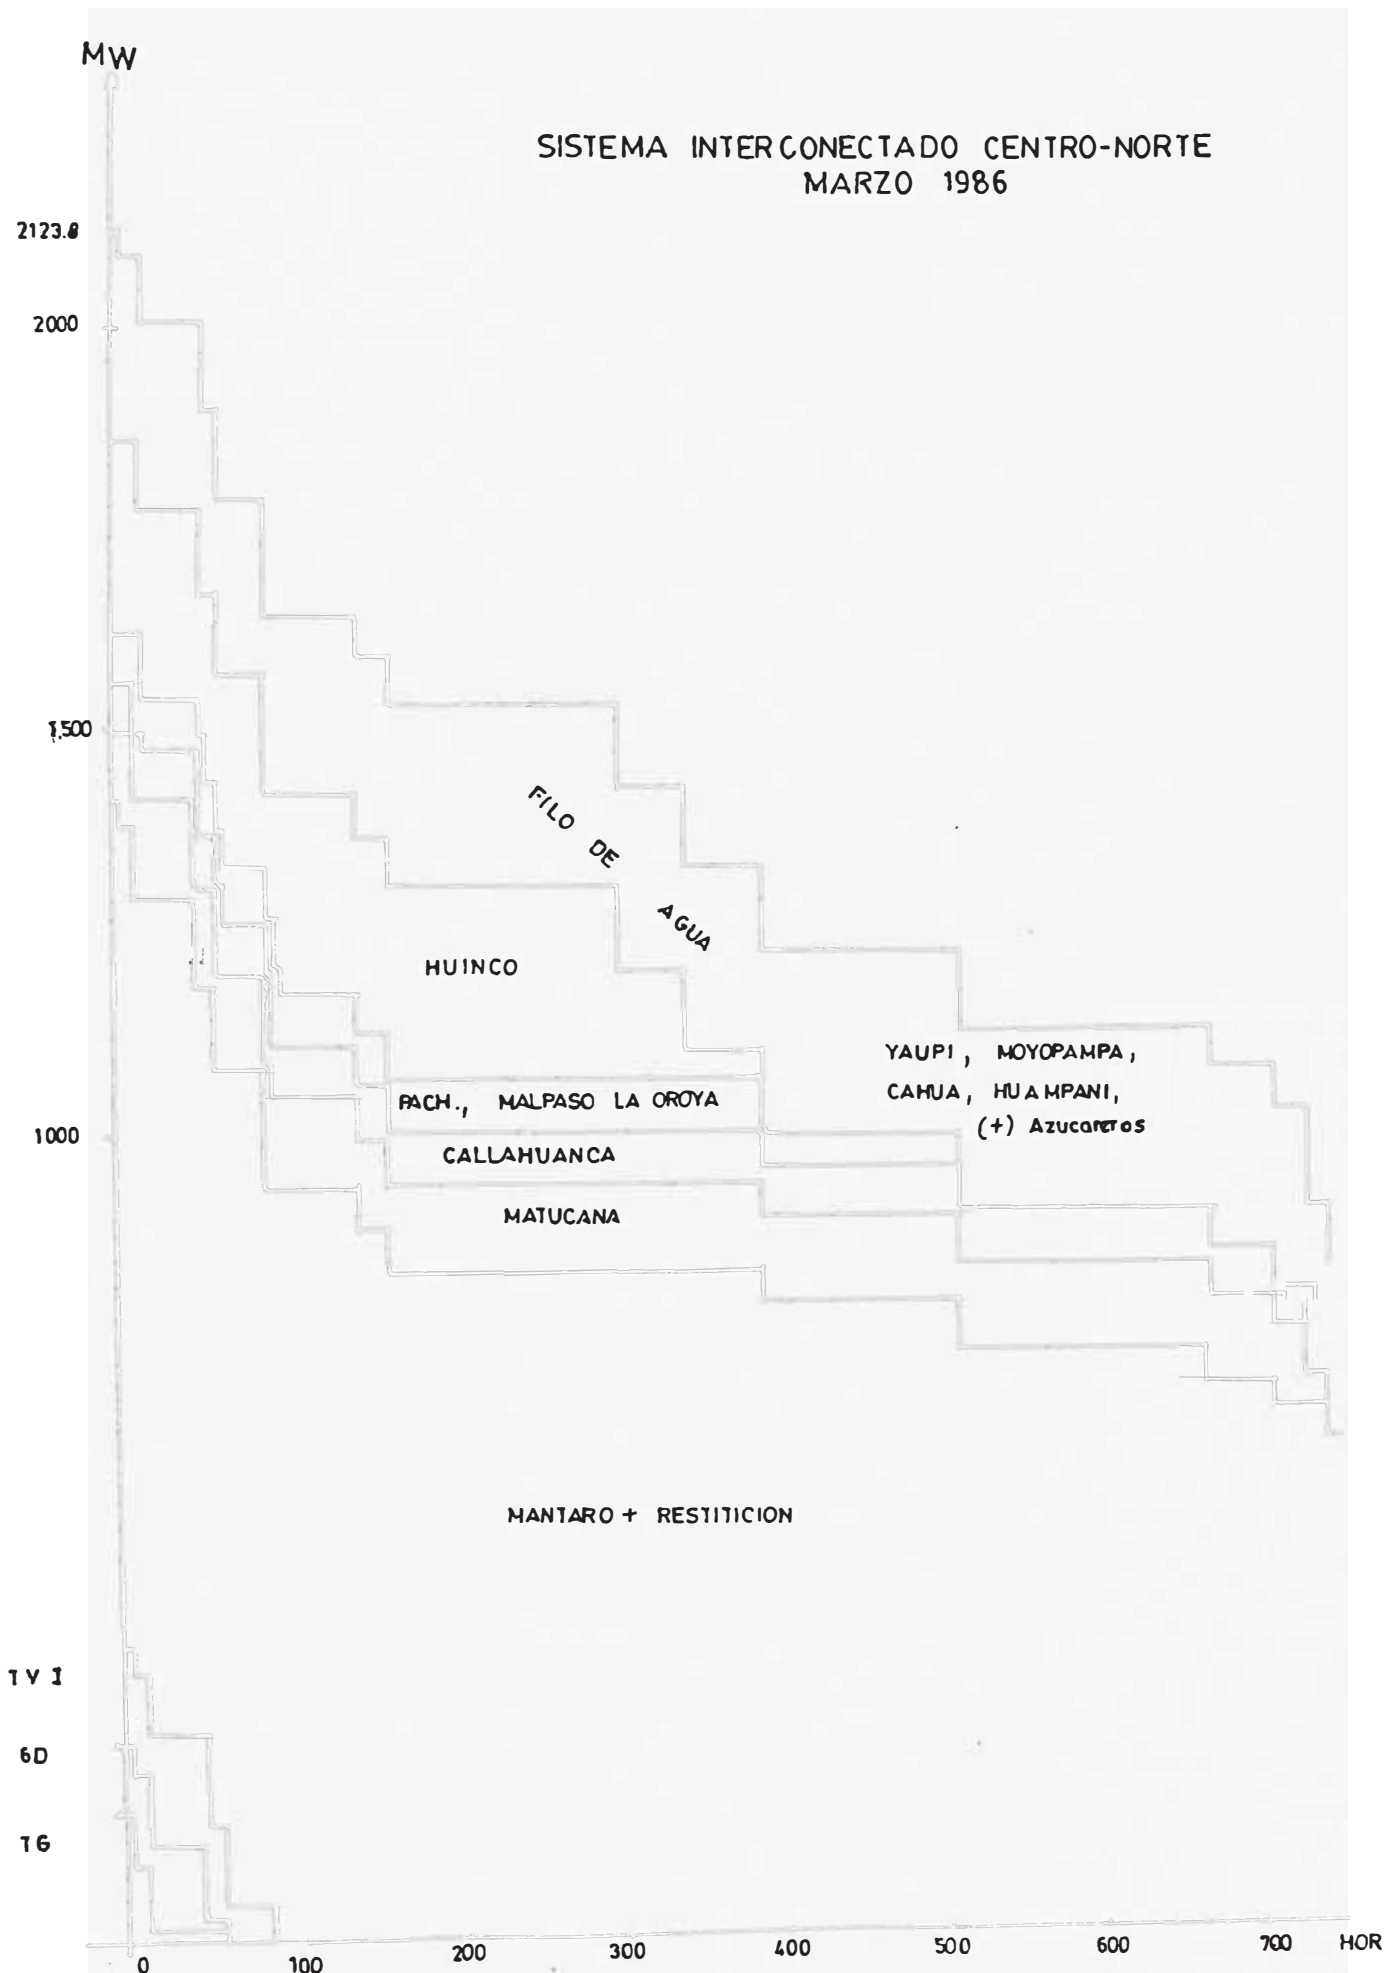 MW
SISTEMA INTERCONECTADO CENTRO-NORTE
MARZO 1986
2123.8
2000
1,500
FILO DE AGUA
HUINCO
YAUPI, MOYOPAMPA,
PACH., MALPASO LA OROYA
CAHUA, HUAMPANI,
(+) Azucareros
1000
CALLAHUANCA
MATUCANA
MANTARO + RESTITICION
TV I
GD
TG
0 100 200 300 400 500 600 700 HOR